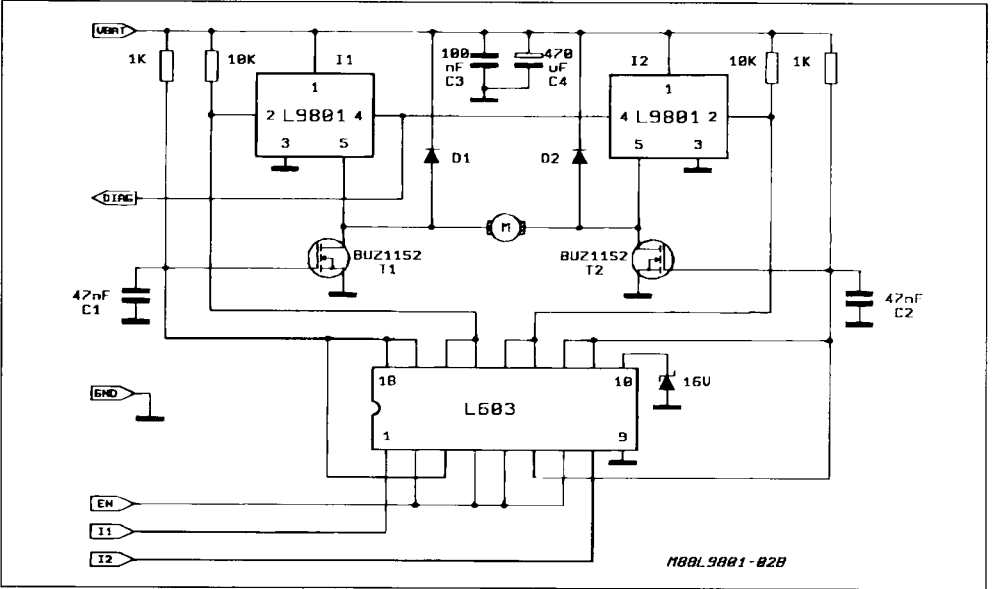 VBAT
1K 10K I1 100 nF C3 470 uF C4 I2 10K 1K
1 1
2 L9801 4 4 L9801 2
3 5 5 3
D1 D2
DIAG
M
BUZ11S2 T1 BUZ11S2 T2
47nF C1 47nF C2
18 10 16V
GND
L603
1 9
EN
I1
I2
M88L9801-02B